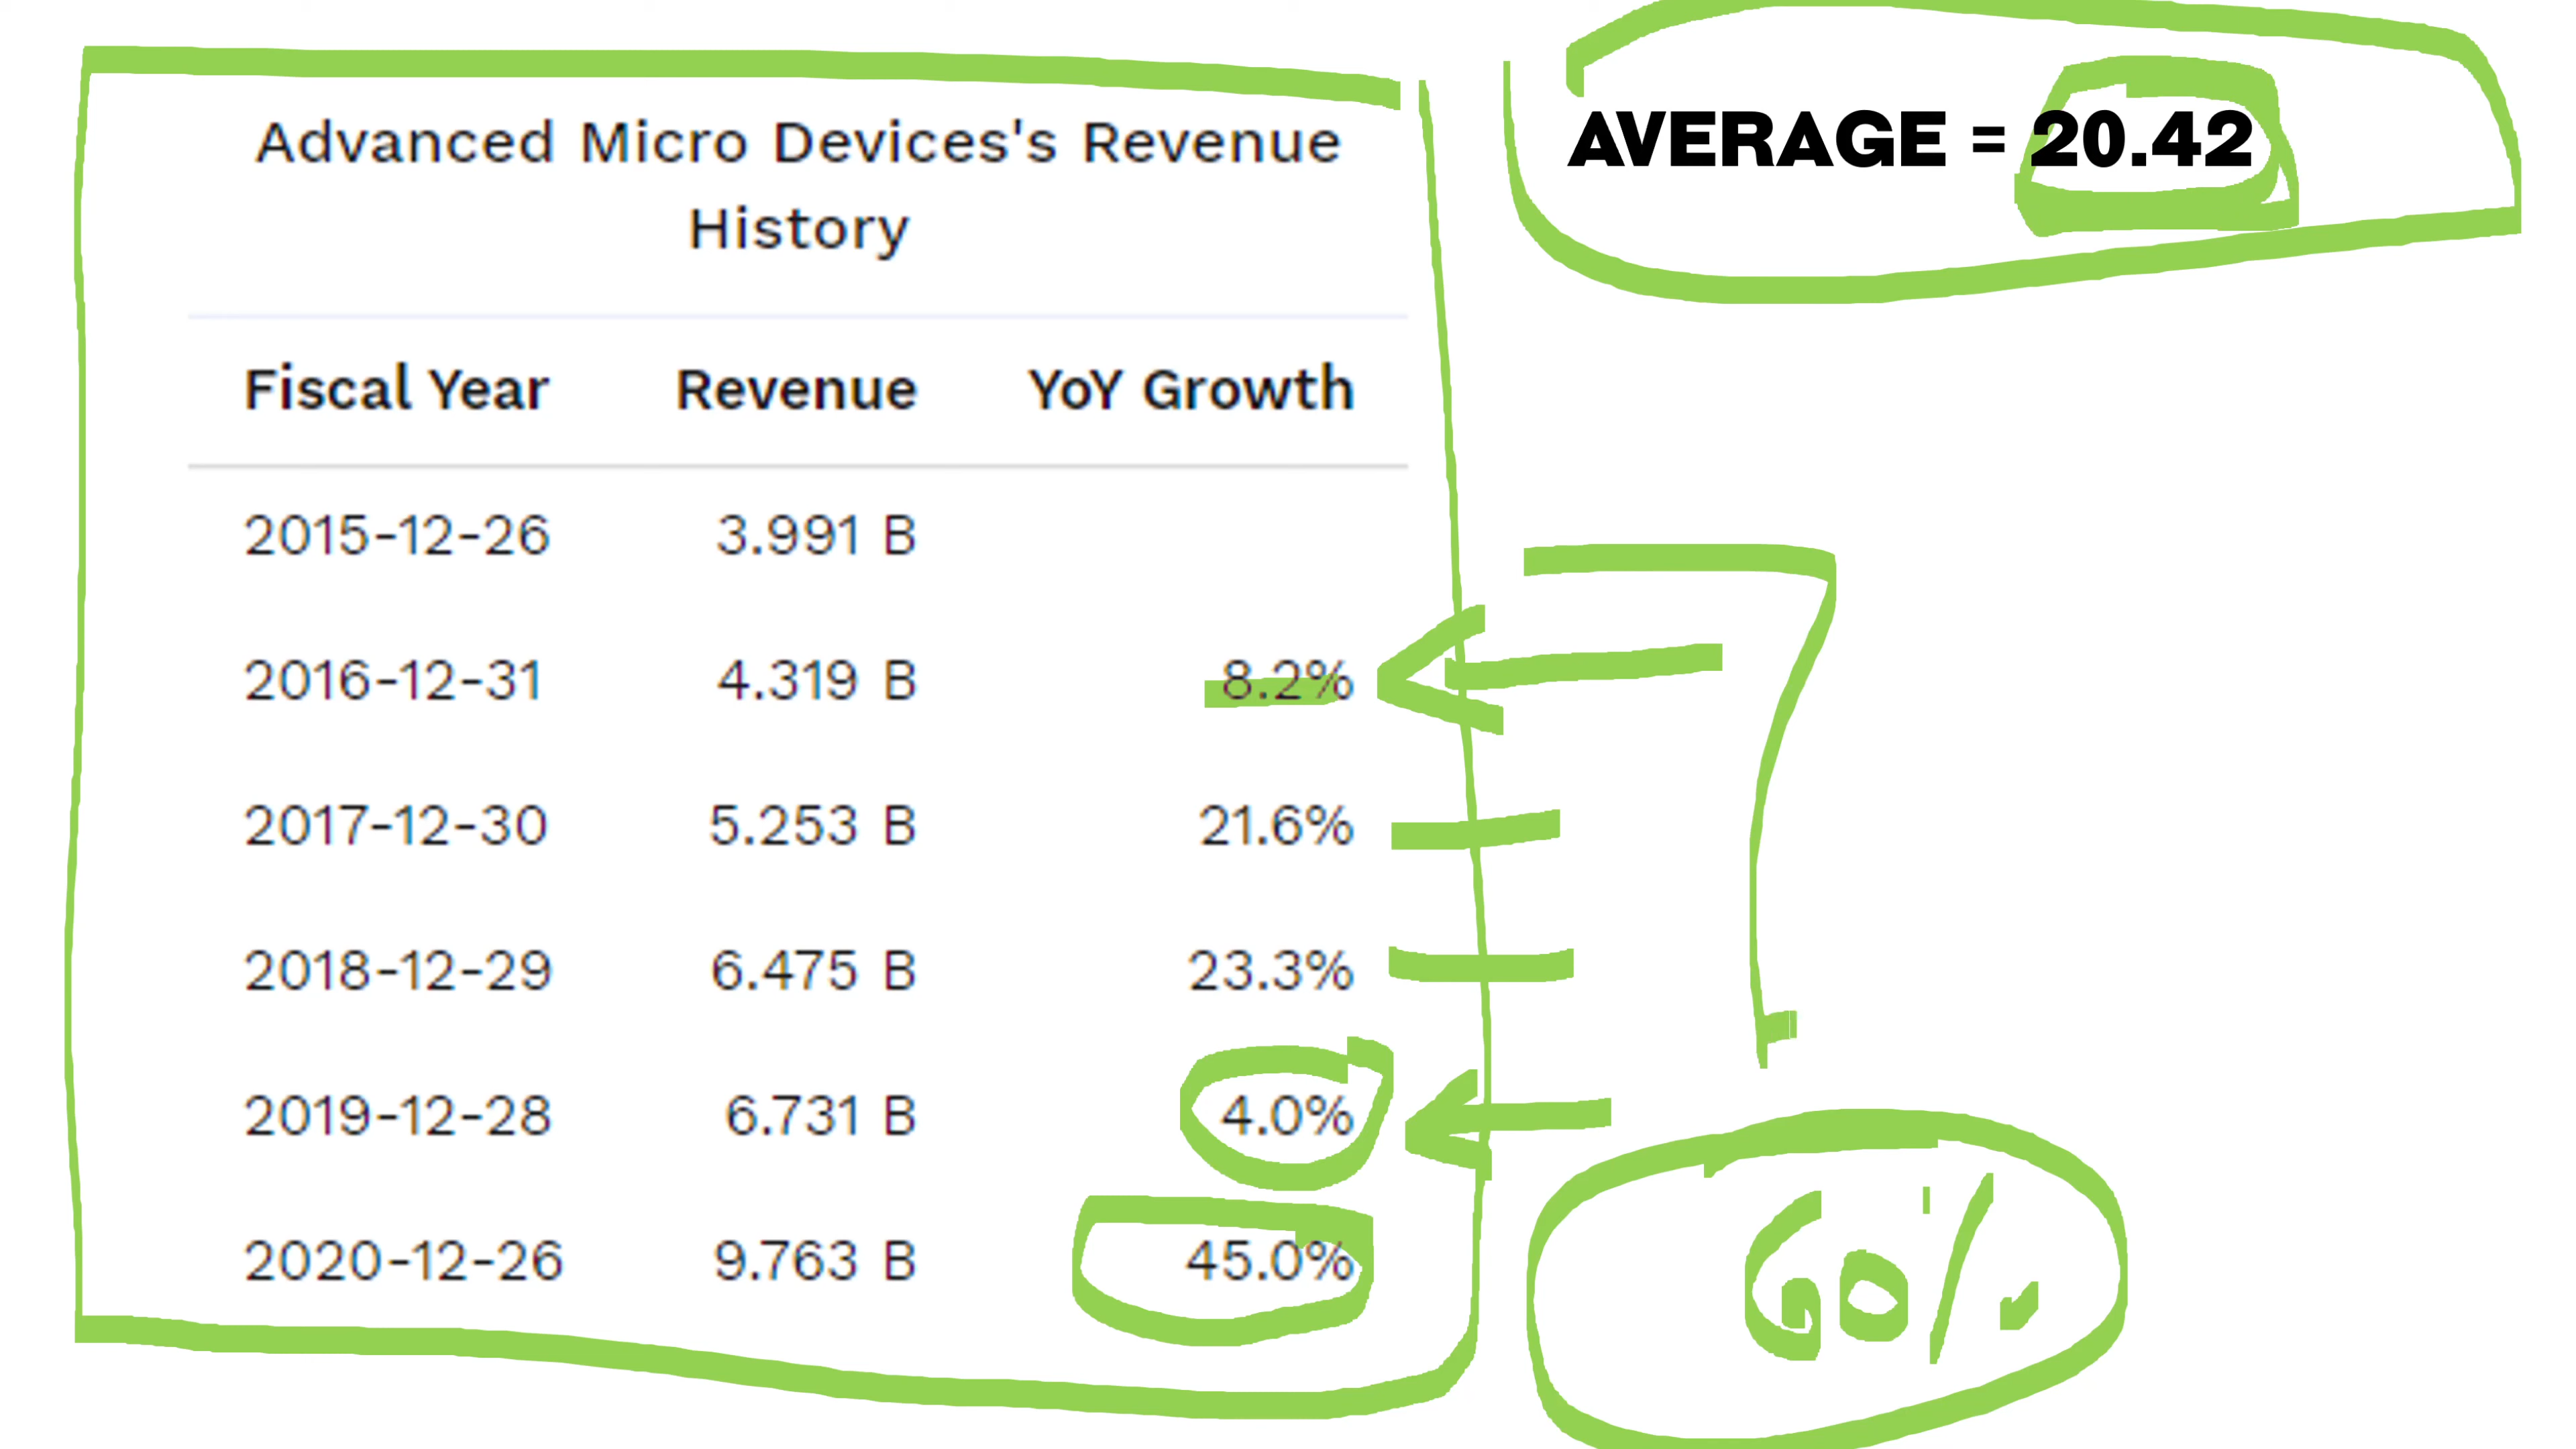 Advanced Micro Devices's Revenue
History
AVERAGE = 20.42
Fiscal Year Revenue YoY Growth
2015-12-26 3.991 B
2016-12-31 4.319 B 8.2%
2017-12-30 5.253 B 21.6%
2018-12-29 6.475 B 23.3%
2019-12-28 6.731 B 4.0%
2020-12-26 9.763 B 45.0%
60%